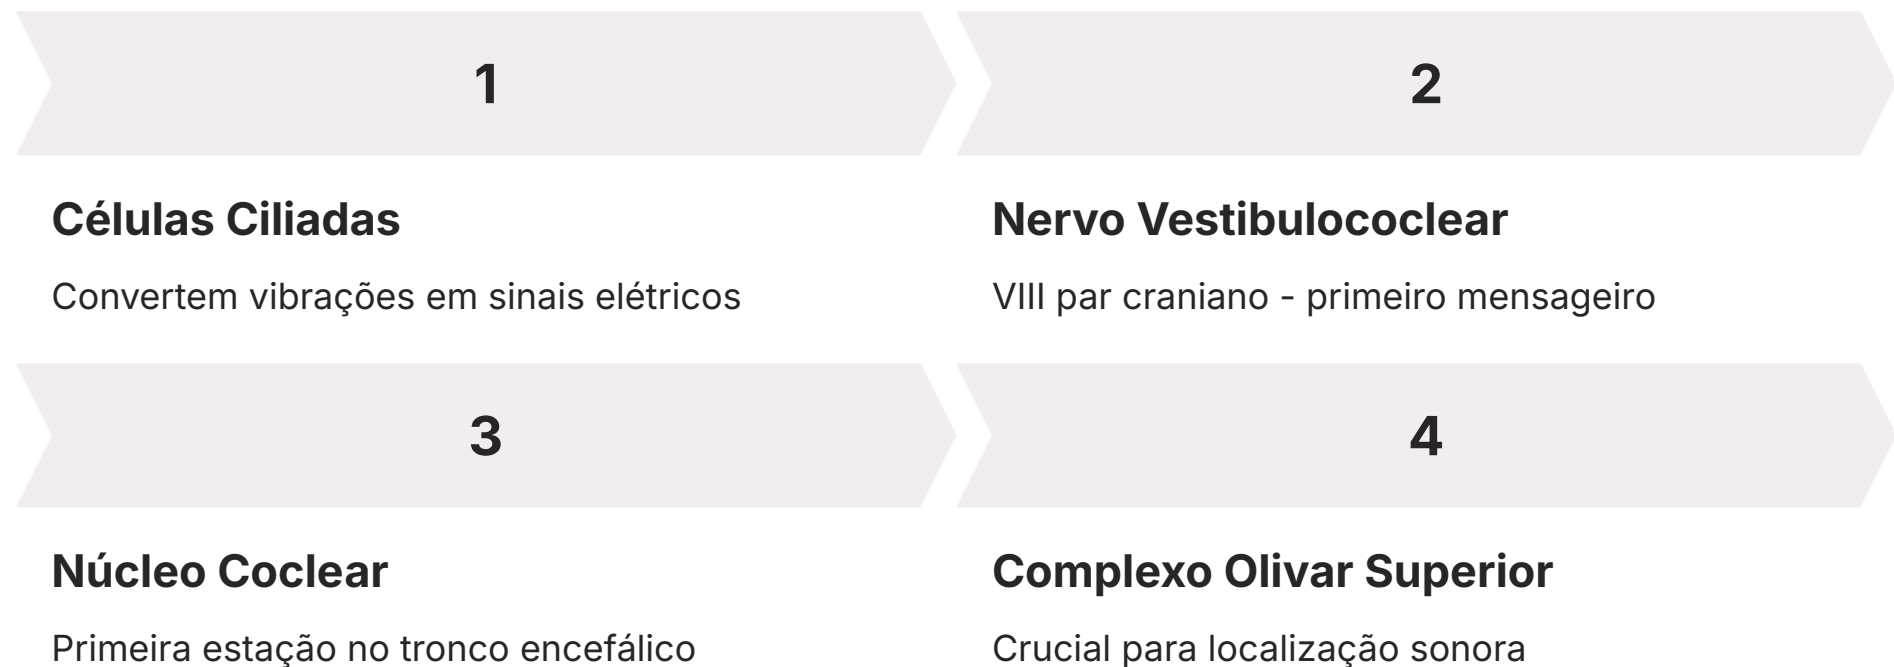 1
Células Ciliadas
Convertem vibrações em sinais elétricos
2
Nervo Vestibulococlear
VIII par craniano - primeiro mensageiro
3
Núcleo Coclear
Primeira estação no tronco encefálico
4
Complexo Olivar Superior
Crucial para localização sonora